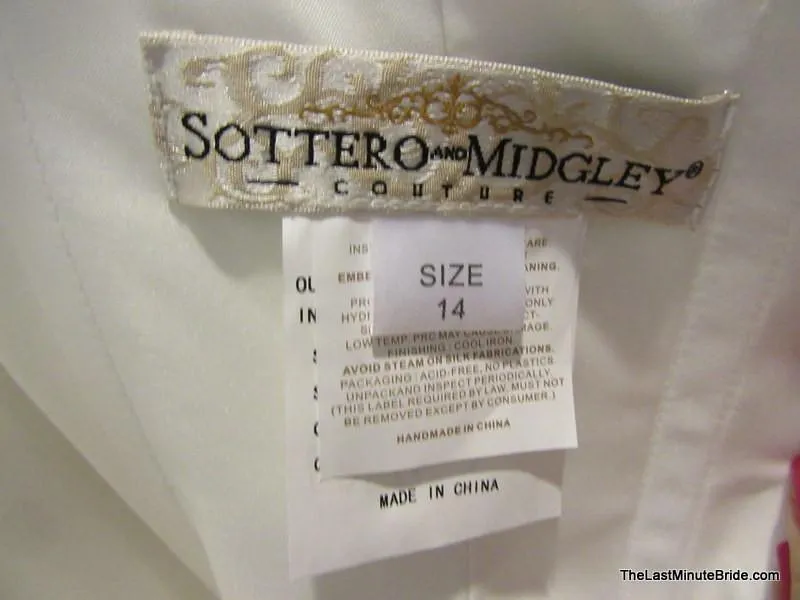 SOTTERO AND MIDGLEY®
COUTURE
SIZE
14
LOW TEMP. PRC MAY CAUSE
FINISHING : COOL IRON.
AVOID STEAM ON SILK FABRICATIONS.
PACKAGING : ACID-FREE, NO PLASTICS.
UNPACK AND INSPECT PERIODICALLY.
(THIS LABEL REQUIRED BY LAW, MUST NOT
BE REMOVED EXCEPT BY CONSUMER.)
HANDMADE IN CHINA
MADE IN CHINA
TheLastMinuteBride.com